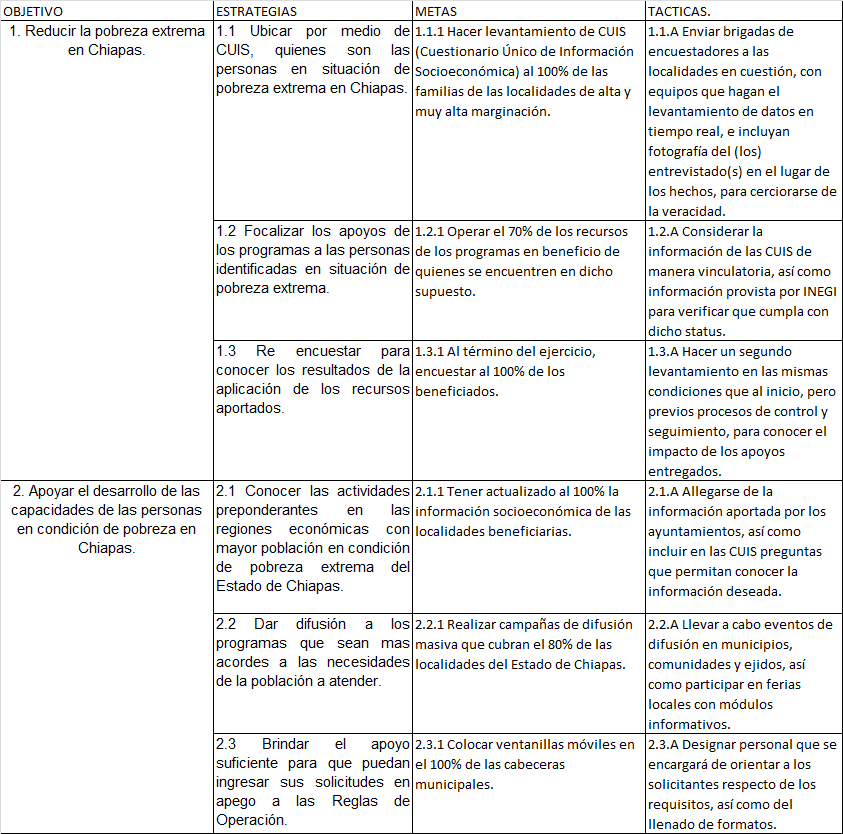 OBJETIVO
ESTRATEGIAS
METAS
TACTICAS.
1. Reducir la pobreza extrema
en Chiapas.
1.1 Ubicar por medio de
CUIS, quienes son las
personas en situación de
pobreza extrema en Chiapas.
1.1.1 Hacer levantamiento de CUIS
(Cuestionario Único de Información
Socioeconómica) al 100% de las
familias de las localidades de alta y
muy alta marginación.
1.1.A Enviar brigadas de
encuestadores a las
localidades en cuestión, con
equipos que hagan el
levantamiento de datos en
tiempo real, e incluyan
fotografía del (los)
entrevistado(s) en el lugar de
los hechos, para cerciorarse de
la veracidad.
1.2 Focalizar los apoyos de
los programas a las personas
identificadas en situación de
pobreza extrema.
1.2.1 Operar el 70% de los recursos
de los programas en beneficio de
quienes se encuentren en dicho
supuesto.
1.2.A Considerar la
información de las CUIS de
manera vinculatoria, así como
información provista por INEGI
para verificar que cumpla con
dicho status.
1.3 Re encuestar para
conocer los resultados de la
aplicación de los recursos
aportados.
1.3.1 Al término del ejercicio,
encuestar al 100% de los
beneficiados.
1.3.A Hacer un segundo
levantamiento en las mismas
condiciones que al inicio, pero
previos procesos de control y
seguimiento, para conocer el
impacto de los apoyos
entregados.
2. Apoyar el desarrollo de las
capacidades de las personas
en condición de pobreza en
Chiapas.
2.1 Conocer las actividades
preponderantes en las
regiones económicas con
mayor población en condición
de pobreza extrema del
Estado de Chiapas.
2.1.1 Tener actualizado al 100% la
información socioeconómica de las
localidades beneficiarias.
2.1.A Allegarse de la
información aportada por los
ayuntamientos, así como
incluir en las CUIS preguntas
que permitan conocer la
información deseada.
2.2 Dar difusión a los
programas que sean mas
acordes a las necesidades
de la población a atender.
2.2.1 Realizar campañas de difusión
masiva que cubran el 80% de las
localidades del Estado de Chiapas.
2.2.A Llevar a cabo eventos de
difusión en municipios,
comunidades y ejidos, así
como participar en ferias
locales con módulos
informativos.
2.3 Brindar el apoyo
suficiente para que puedan
ingresar sus solicitudes en
apego a las Reglas de
Operación.
2.3.1 Colocar ventanillas móviles en
el 100% de las cabeceras
municipales.
2.3.A Designar personal que se
encargará de orientar a los
solicitantes respecto de los
requisitos, así como del
llenado de formatos.